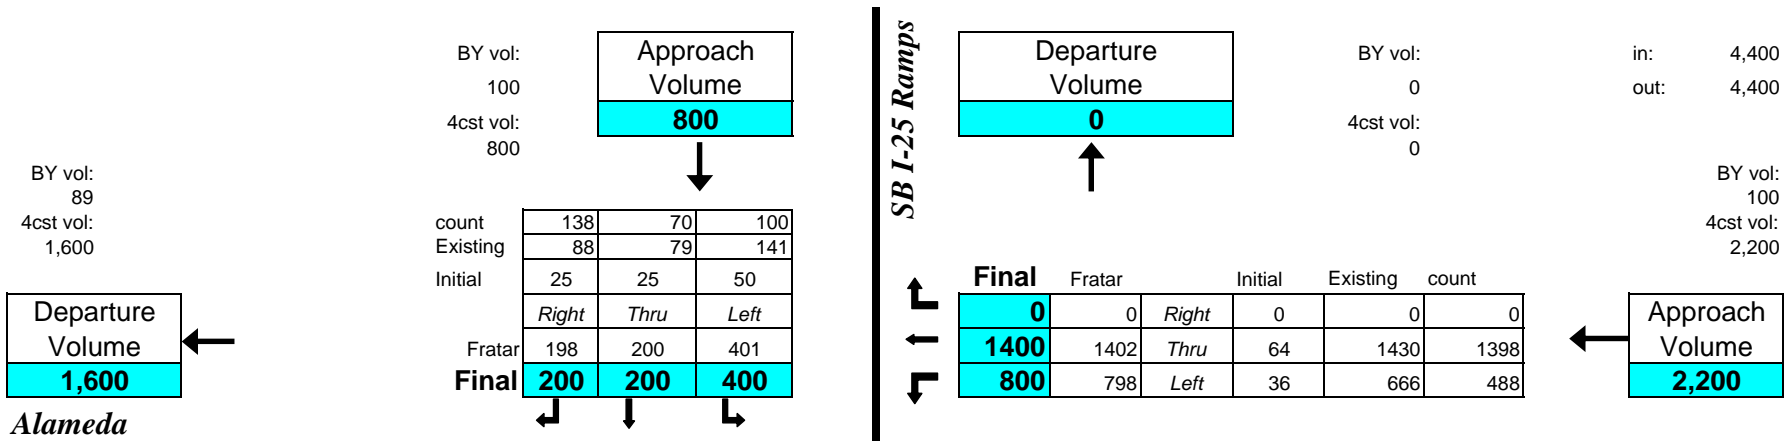 BY vol:
100
4cst vol:
800
Approach
Volume
800
SB I-25 Ramps
Departure
Volume
0
BY vol:
0
4cst vol:
0
in: 4,400
out: 4,400
BY vol:
89
4cst vol:
1,600
BY vol:
100
4cst vol:
2,200
count 138 70 100
Existing 88 79 141
Initial 25 25 50
Right Thru Left
Fratar 198 200 401
Final 200 200 400
Final Fratar Initial Existing count
0 0 Right 0 0 0
1400 1402 Thru 64 1430 1398
800 798 Left 36 666 488
Departure
Volume
1,600
Approach
Volume
2,200
Alameda